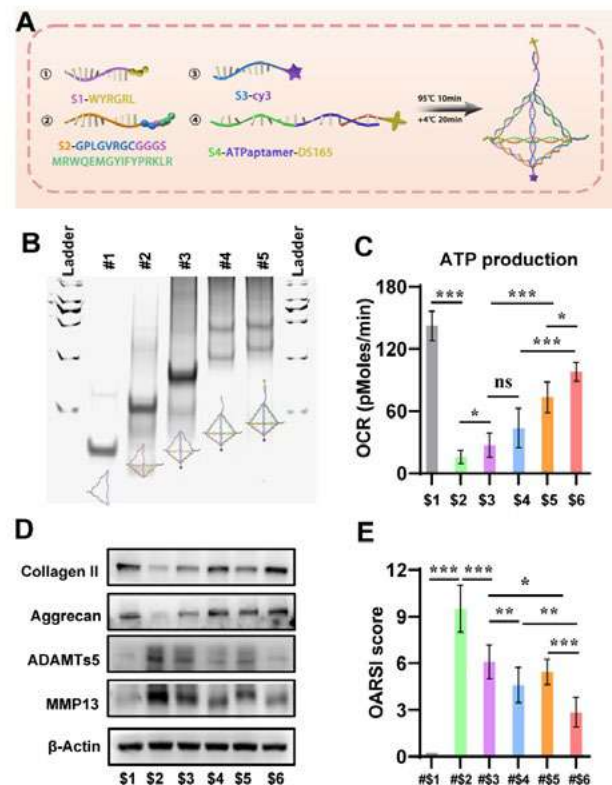 A
①
S1-WYRGRL
③
S3-cy3
②
S2-GPLGVRGCGGGS
MRWQEMGYIFYPRKLR
④
S4-ATPaptamer-DS165
95℃ 10min
+4℃ 20min
B
Ladder #1 #2 #3 #4 #5 Ladder
C
ATP production
OCR (pMoles/min)
180
120
60
0
*** *** * *** ns *
$1 $2 $3 $4 $5 $6
D
Collagen II
Aggrecan
ADAMTs5
MMP13
β-Actin
$1 $2 $3 $4 $5 $6
E
OARSI score
12
9
6
3
0
*** *** * ** ** ***
#$1 #$2 #$3 #$4 #$5 #$6